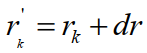 r'_k = r_k + dr